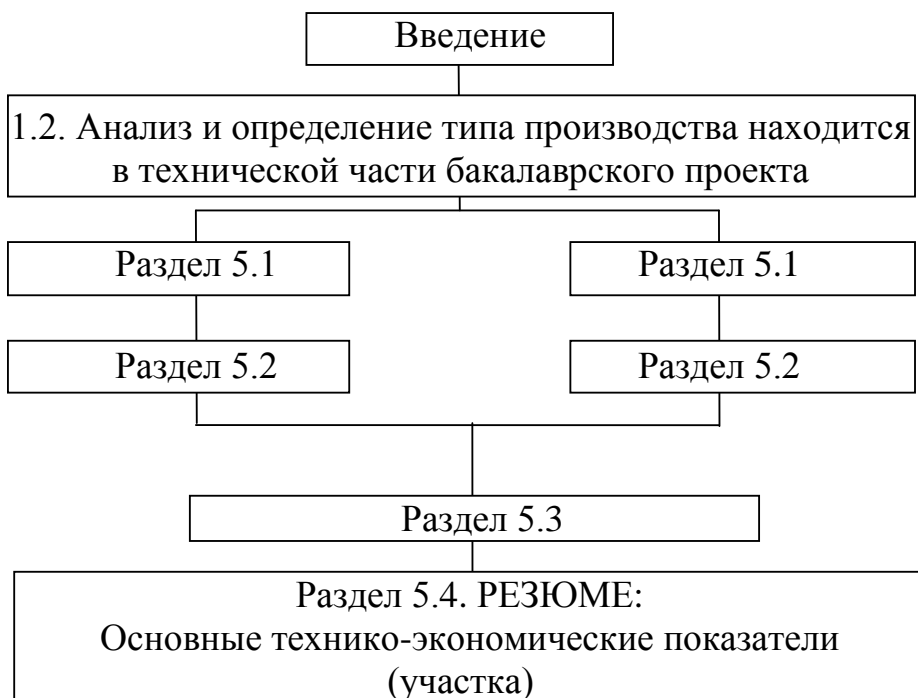 Введение
1.2. Анализ и определение типа производства находится
в технической части бакалаврского проекта
Раздел 5.1
Раздел 5.1
Раздел 5.2
Раздел 5.2
Раздел 5.3
Раздел 5.4. РЕЗЮМЕ:
Основные технико-экономические показатели
(участка)